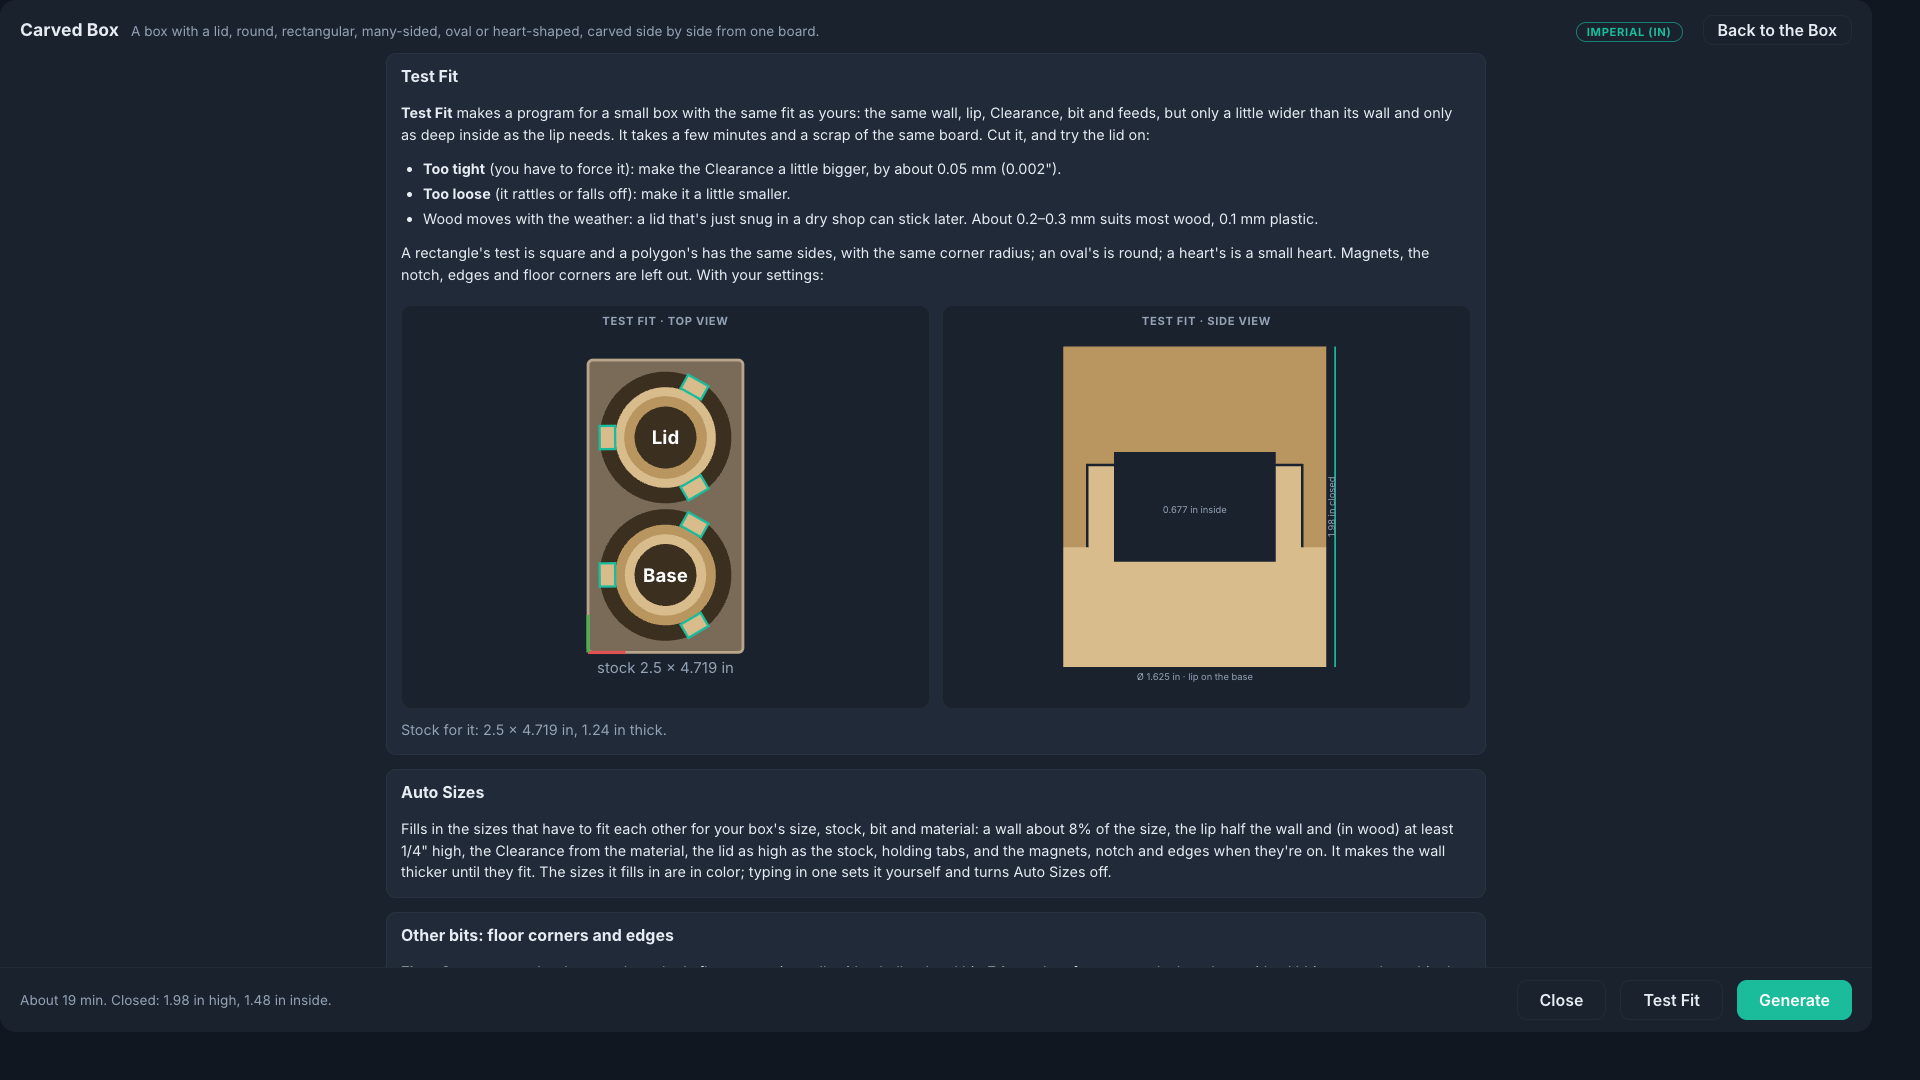 Carved Box A box with a lid, round, rectangular, many-sided, oval or heart-shaped, carved side by side from one board.
IMPERIAL (IN)
Back to the Box
Test Fit
Test Fit makes a program for a small box with the same fit as yours: the same wall, lip, Clearance, bit and feeds, but only a little wider than its wall and only
as deep inside as the lip needs. It takes a few minutes and a scrap of the same board. Cut it, and try the lid on:
• Too tight (you have to force it): make the Clearance a little bigger, by about 0.05 mm (0.002").
• Too loose (it rattles or falls off): make it a little smaller.
• Wood moves with the weather: a lid that's just snug in a dry shop can stick later. About 0.2–0.3 mm suits most wood, 0.1 mm plastic.
A rectangle's test is square and a polygon's has the same sides, with the same corner radius; an oval's is round; a heart's is a small heart. Magnets, the
notch, edges and floor corners are left out. With your settings:
TEST FIT · TOP VIEW
Lid
Base
stock 2.5 × 4.719 in
TEST FIT · SIDE VIEW
0.677 in inside
1.98 in closed
Ø 1.625 in · lip on the base
Stock for it: 2.5 × 4.719 in, 1.24 in thick.
Auto Sizes
Fills in the sizes that have to fit each other for your box's size, stock, bit and material: a wall about 8% of the size, the lip half the wall and (in wood) at least
1/4" high, the Clearance from the material, the lid as high as the stock, holding tabs, and the magnets, notch and edges when they're on. It makes the wall
thicker until they fit. The sizes it fills in are in color; typing in one sets it yourself and turns Auto Sizes off.
Other bits: floor corners and edges
About 19 min. Closed: 1.98 in high, 1.48 in inside.
Close
Test Fit
Generate